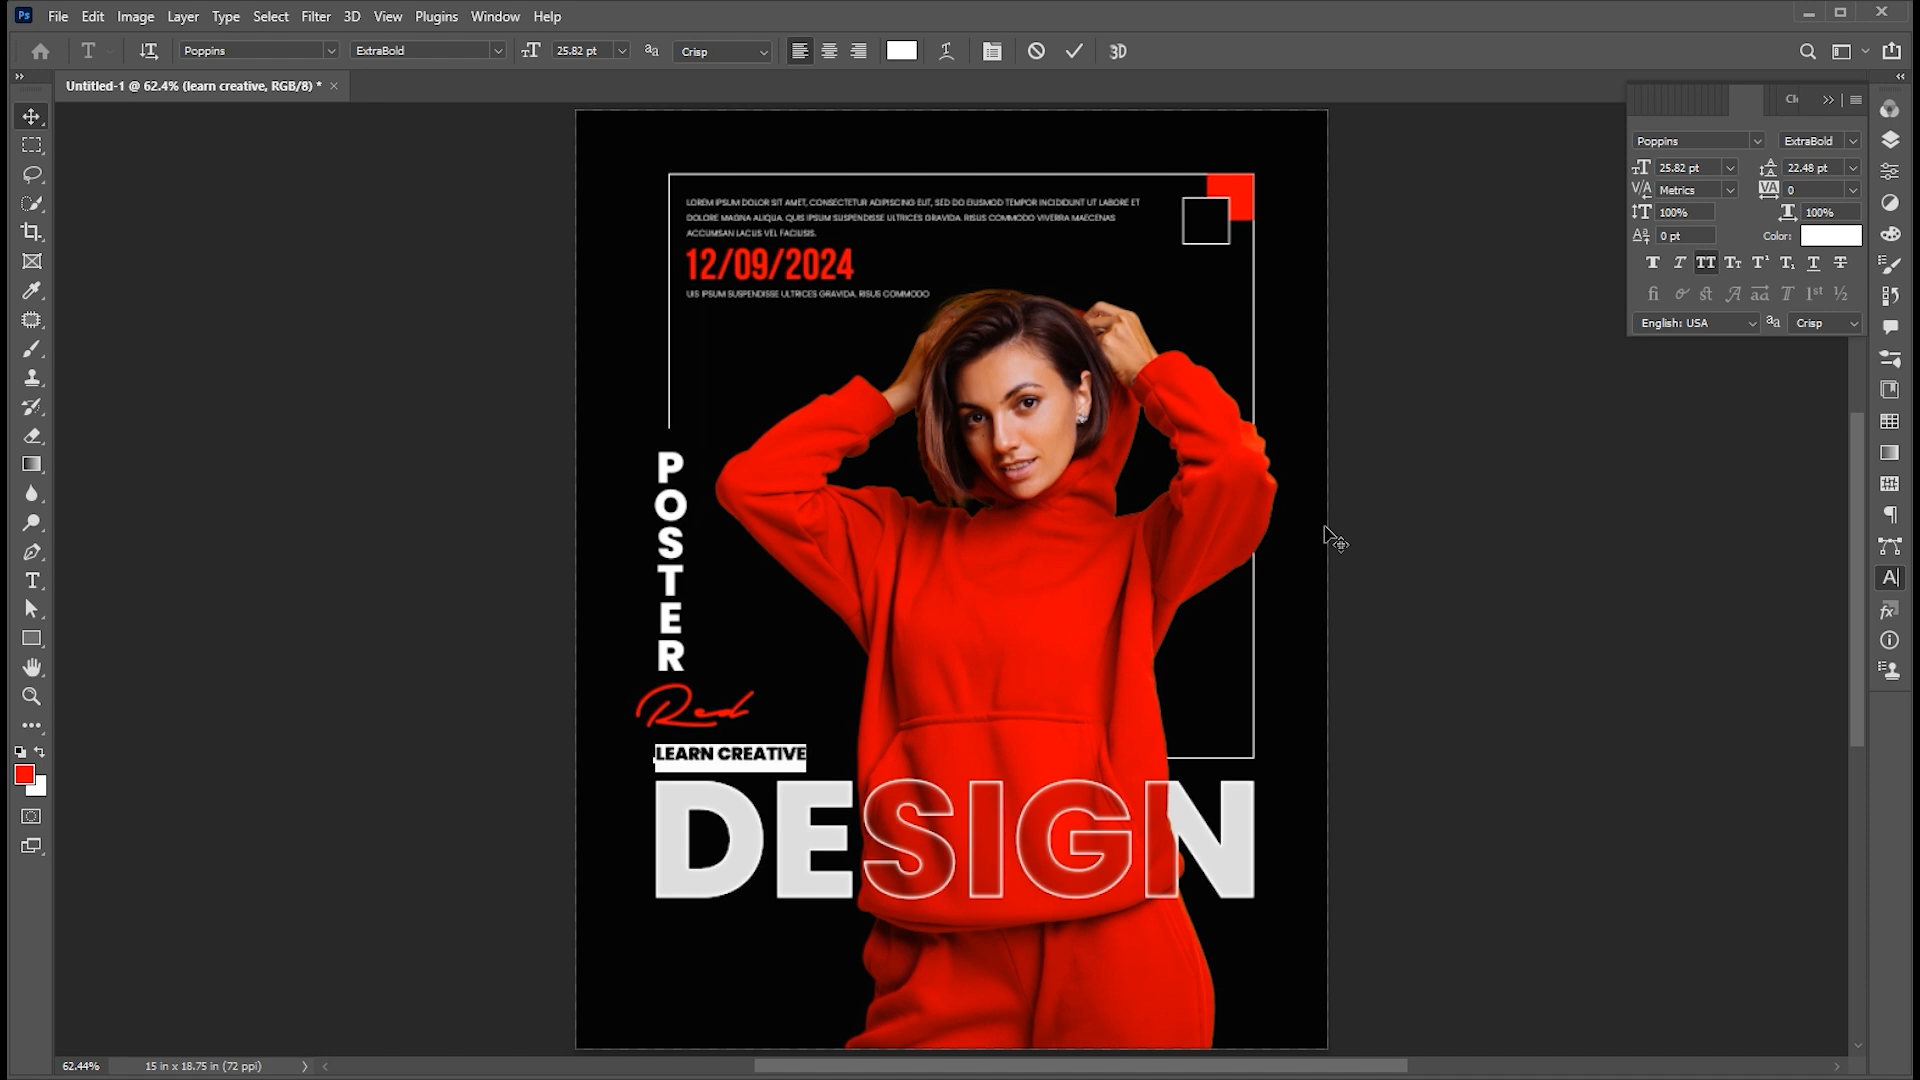 Ps File Edit Image Layer Type Select Filter 3D View Plugins Window Help
Poppins ExtraBold 25.82 pt Crisp 3D
Untitled-1 @ 62.4% (learn creative, RGB/8) *
Poppins ExtraBold
25.82 pt 22.48 pt
Metrics 0
100% 100%
0 pt Color:
English: USA Crisp
LOREM IPSUM DOLOR SIT AMET, CONSECTETUR ADIPISCING ELIT, SED DO EIUSMOD TEMPOR INCIDIDUNT UT LABORE ET
DOLORE MAGNA ALIQUA. QUIS IPSUM SUSPENDISSE ULTRICES GRAVIDA. RISUS COMMODO VIVERRA MAECENAS
ACCUMSAN LACUS VEL FACILISIS.
12/09/2024
UIS IPSUM SUSPENDISSE ULTRICES GRAVIDA. RISUS COMMODO
POSTER
Red
LEARN CREATIVE
DESIGN
62.44% 15 in x 18.75 in (72 ppi)